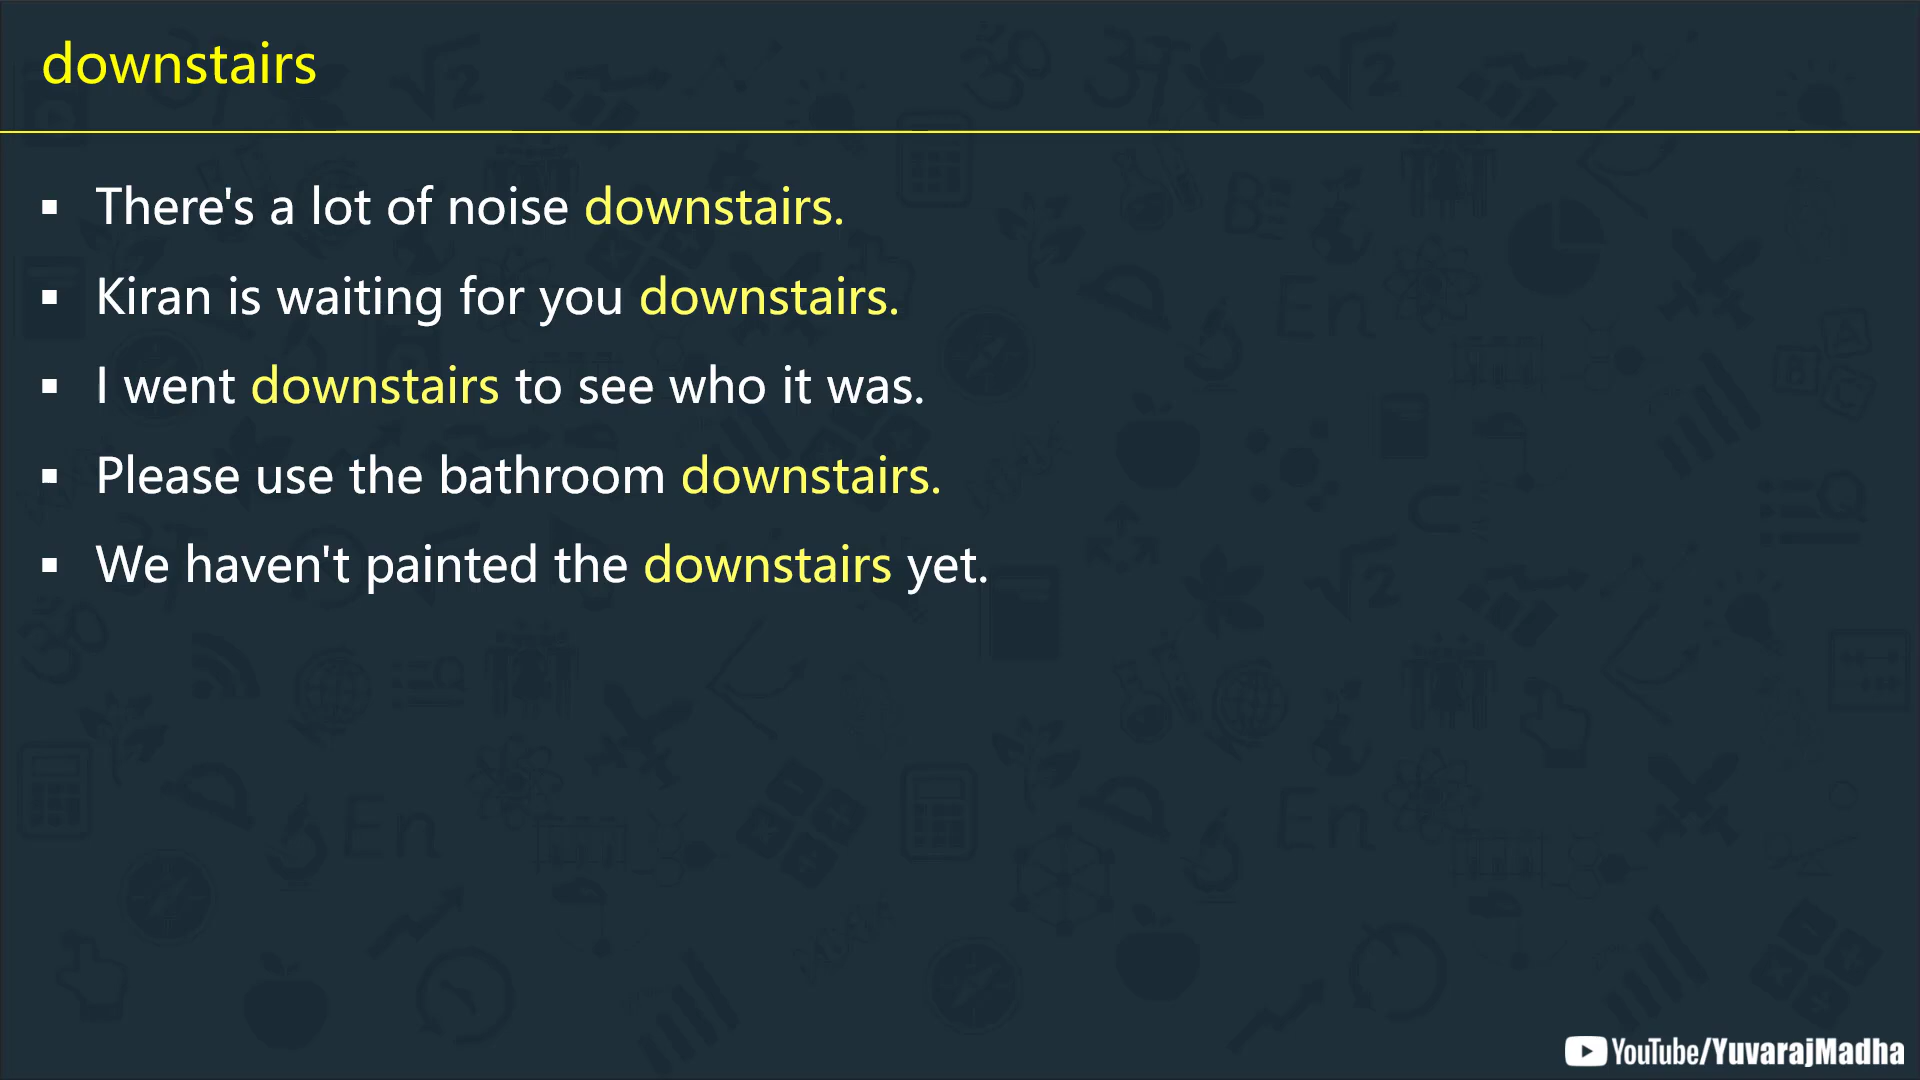 downstairs
▪ There's a lot of noise downstairs.
▪ Kiran is waiting for you downstairs.
▪ I went downstairs to see who it was.
▪ Please use the bathroom downstairs.
▪ We haven't painted the downstairs yet.
YouTube/YuvarajMadha